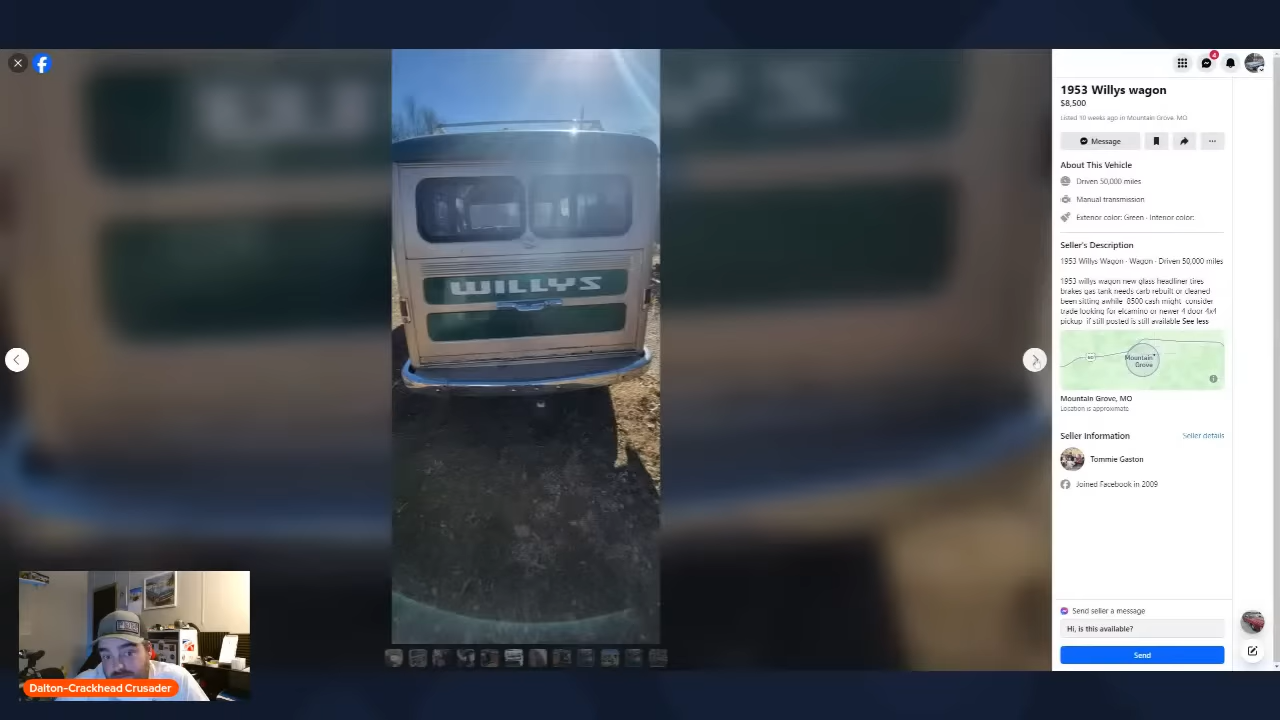 WILLYS
1953 Willys wagon
$8,500
Listed 10 weeks ago in Mountain Grove, MO
Message
About This Vehicle
Driven 50,000 miles
Manual transmission
Exterior color: Green · Interior color:
Seller's Description
1953 Willys Wagon · Wagon · Driven 50,000 miles
1953 willys wagon new glass headliner tires
brakes gas tank needs carb rebuilt or cleaned
been sitting awhile 8500 cash might consider
trade looking for elcamino or newer 4 door 4x4
pickup if still posted is still available See less
60
Mountain
Grove
Mountain Grove, MO
Location is approximate
Seller Information
Seller details
Tommie Gaston
Joined Facebook in 2009
Send seller a message
Hi, is this available?
Send
4
Dalton-Crackhead Crusader